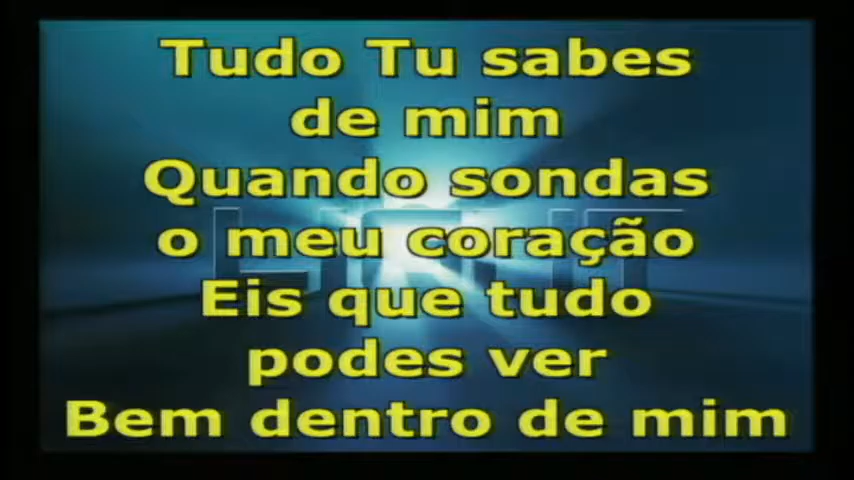 Tudo Tu sabes
de mim
Quando sondas
o meu coração
Eis que tudo
podes ver
Bem dentro de mim